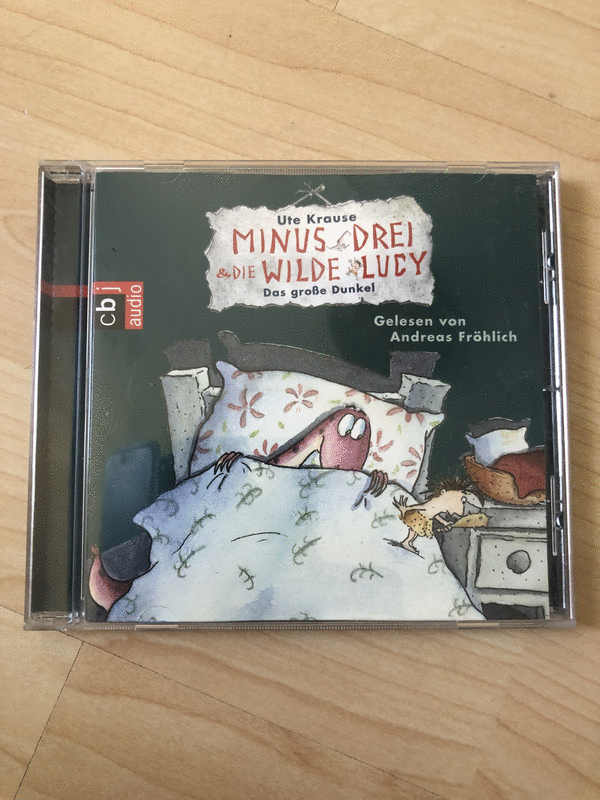 Ute Krause
MINUS DREI
& DIE WILDE LUCY
Das große Dunkel
cbj
audio
Gelesen von
Andreas Fröhlich